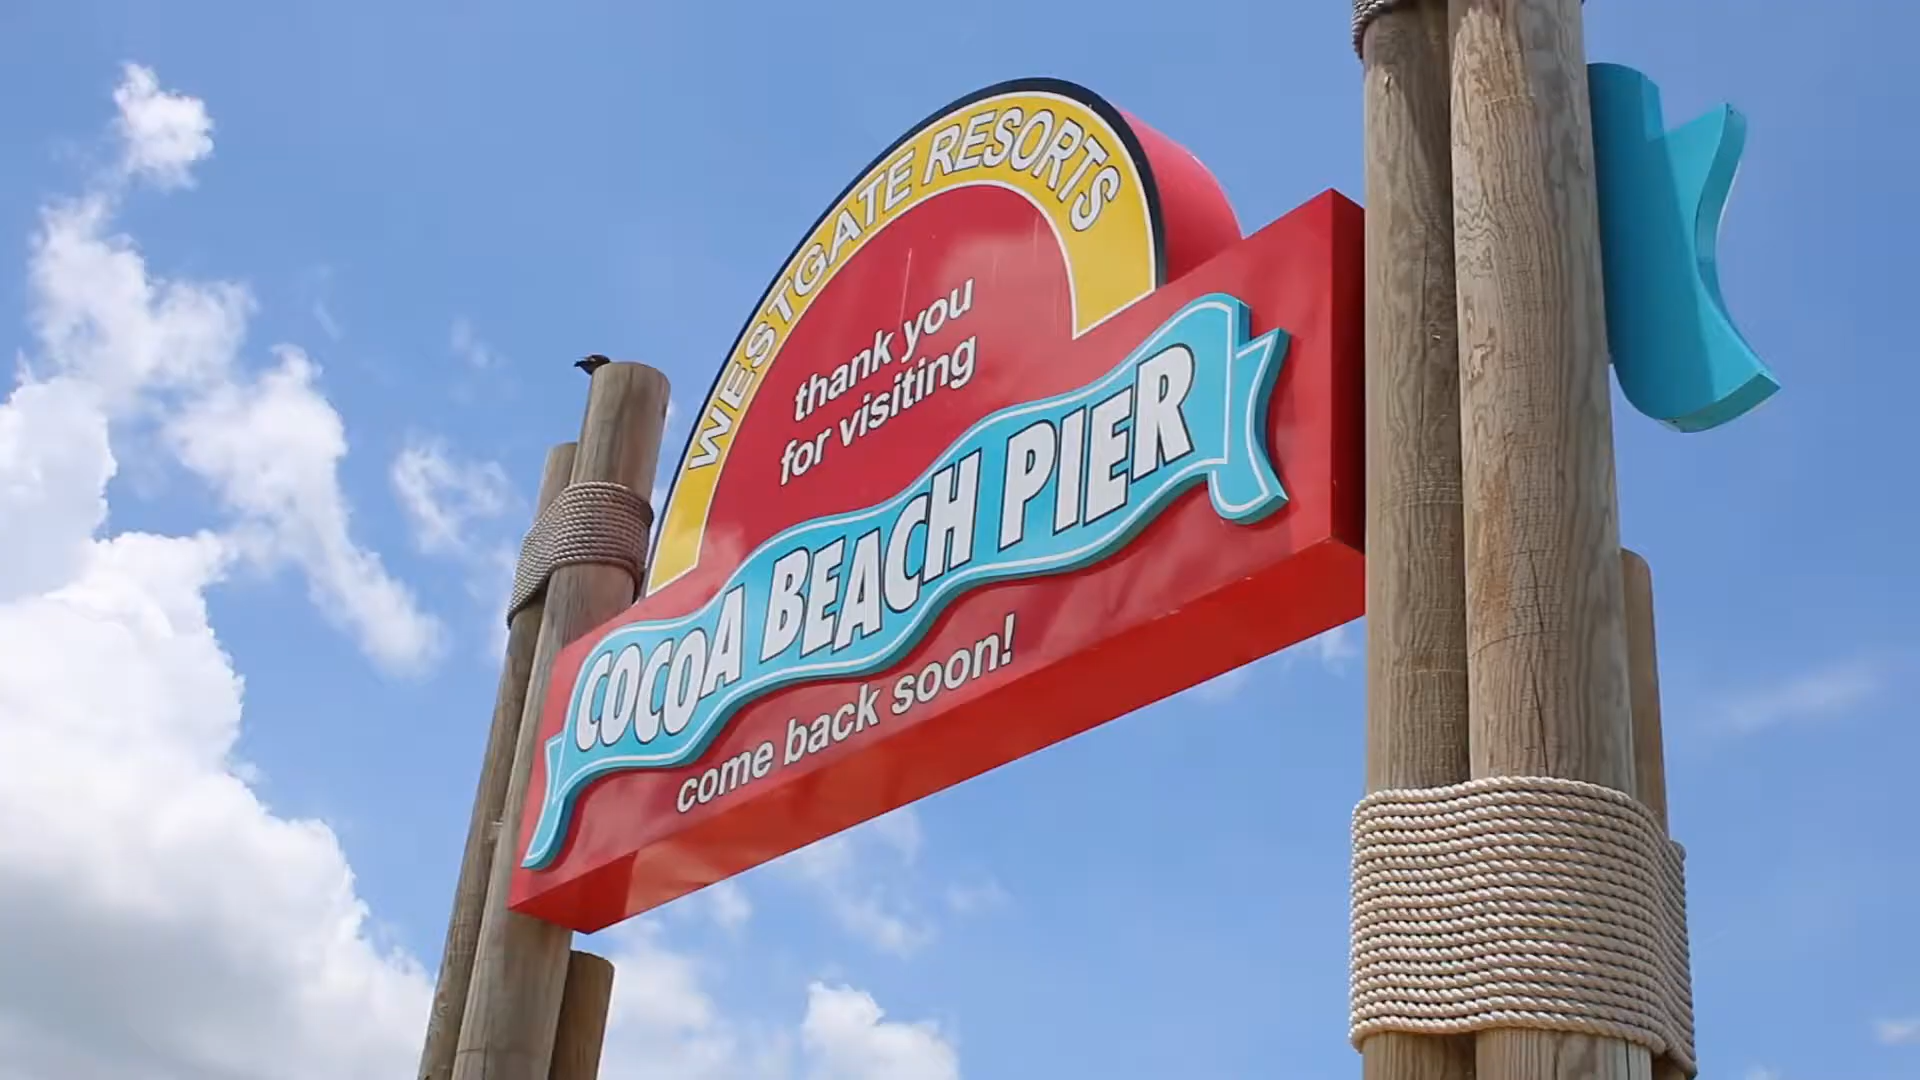 WESTGATE RESORTS
thank you
for visiting
COCOA BEACH PIER
come back soon!